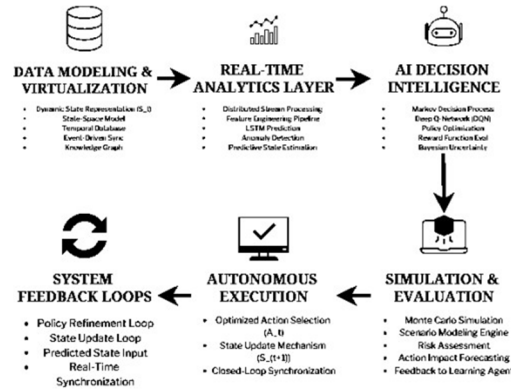 DATA MODELING &
VIRTUALIZATION
• Dynamic State Representation (S_t)
• State-Space Model
• Temporal Database
• Event-Driven Sync
• Knowledge Graph
REAL-TIME
ANALYTICS LAYER
• Distributed Stream Processing
• Feature Engineering Pipeline
• LSTM Prediction
• Anomaly Detection
• Predictive State Estimation
AI DECISION
INTELLIGENCE
• Markov Decision Process
• Deep Q-Network (DQN)
• Policy Optimization
• Reward Function Eval
• Bayesian Uncertainty
SIMULATION &
EVALUATION
• Monte Carlo Simulation
• Scenario Modeling Engine
• Risk Assessment
• Action Impact Forecasting
• Feedback to Learning Agent
AUTONOMOUS
EXECUTION
• Optimized Action Selection
(A_t)
• State Update Mechanism
(S_(t+1))
• Closed-Loop Synchronization
SYSTEM
FEEDBACK LOOPS
• Policy Refinement Loop
• State Update Loop
• Predicted State Input
• Real-Time
Synchronization